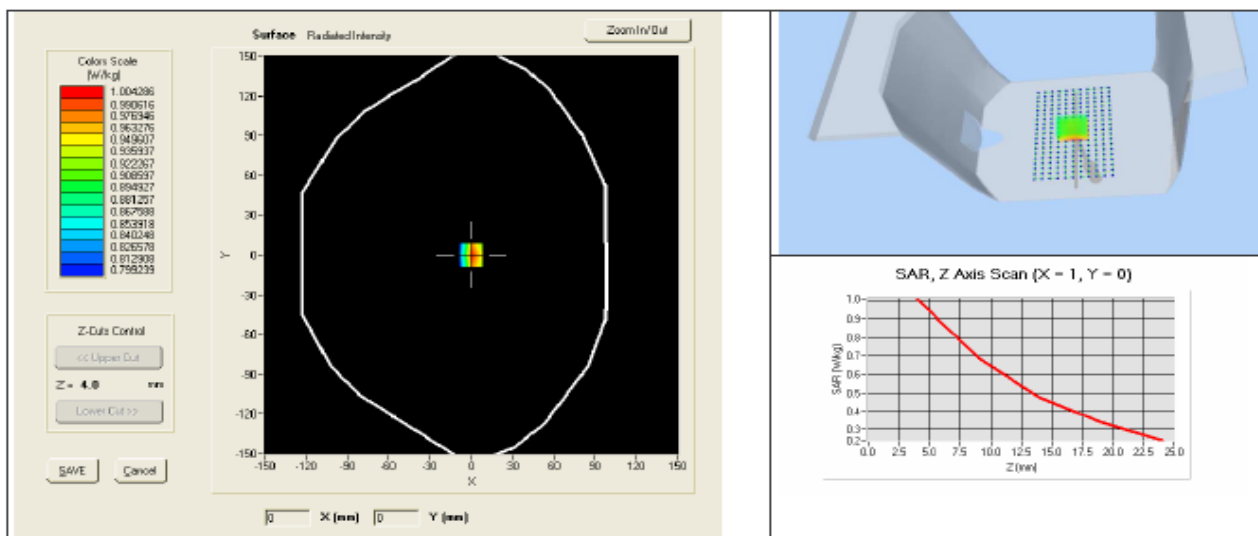 Surface Radiated Intensity
Zoom In/Out
Colors Scale
(W/kg)
1.004286
0.990616
0.976946
0.963276
0.949607
0.935937
0.922267
0.908597
0.894927
0.881257
0.867588
0.853918
0.840248
0.826578
0.812908
0.799239
150
120
90
60
30
0
-30
-60
-90
-120
-150
Y
-150 -120 -90 -60 -30 0 30 60 90 120 150
X
Z-Cuts Control
<< Upper Cut
Z = 4.0 mm
Lower Cut >>
SAVE Cancel
0 X (mm) 0 Y (mm)
SAR, Z Axis Scan (X = 1, Y = 0)
SAR (W/kg)
1.0
0.9
0.8
0.7
0.6
0.5
0.4
0.3
0.2
0.0 2.5 5.0 7.5 10.0 12.5 15.0 17.5 20.0 22.5 25.0
Z (mm)